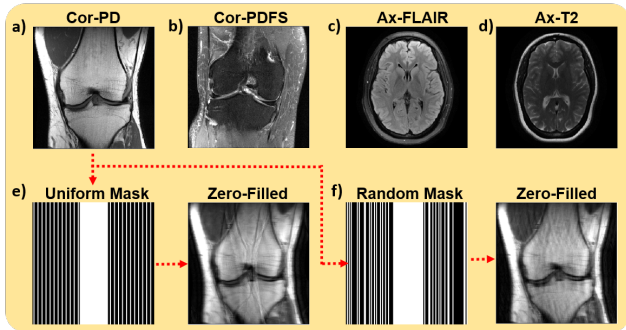 a) Cor-PD
b) Cor-PDFS
c) Ax-FLAIR
d) Ax-T2
e) Uniform Mask
Zero-Filled
f) Random Mask
Zero-Filled